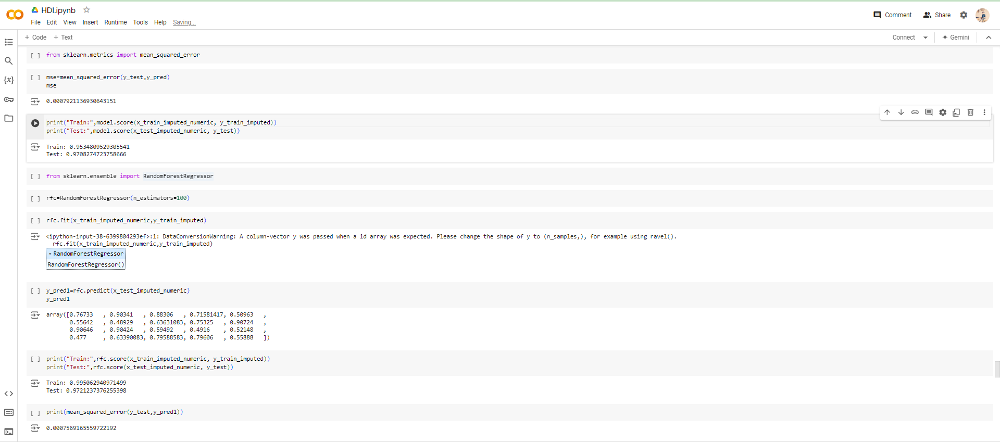 HDI.ipynb
File Edit View Insert Runtime Tools Help Saving...
Comment Share
+ Code + Text
Connect Gemini
[ ] from sklearn.metrics import mean_squared_error
[ ] mse=mean_squared_error(y_test,y_pred)
mse
0.0007921136930643151
print("Train:",model.score(x_train_imputed_numeric, y_train_imputed))
print("Test:",model.score(x_test_imputed_numeric, y_test))
Train: 0.9534809529305541
Test: 0.9708274723758666
[ ] from sklearn.ensemble import RandomForestRegressor
[ ] rfc=RandomForestRegressor(n_estimators=100)
[ ] rfc.fit(x_train_imputed_numeric,y_train_imputed)
<ipython-input-38-6399804293ef>:1: DataConversionWarning: A column-vector y was passed when a 1d array was expected. Please change the shape of y to (n_samples,), for example using ravel().
rfc.fit(x_train_imputed_numeric,y_train_imputed)
RandomForestRegressor
RandomForestRegressor()
[ ] y_pred1=rfc.predict(x_test_imputed_numeric)
y_pred1
array([0.76733 , 0.90341 , 0.88306 , 0.71581417, 0.50963 ,
0.55642 , 0.48929 , 0.63631083, 0.75325 , 0.90724 ,
0.90646 , 0.90424 , 0.59492 , 0.4916 , 0.52148 ,
0.477 , 0.63390083, 0.79588583, 0.79606 , 0.55888 ])
[ ] print("Train:",rfc.score(x_train_imputed_numeric, y_train_imputed))
print("Test:",rfc.score(x_test_imputed_numeric, y_test))
Train: 0.995062940971499
Test: 0.9721237376255398
[ ] print(mean_squared_error(y_test,y_pred1))
0.0007569165559722192